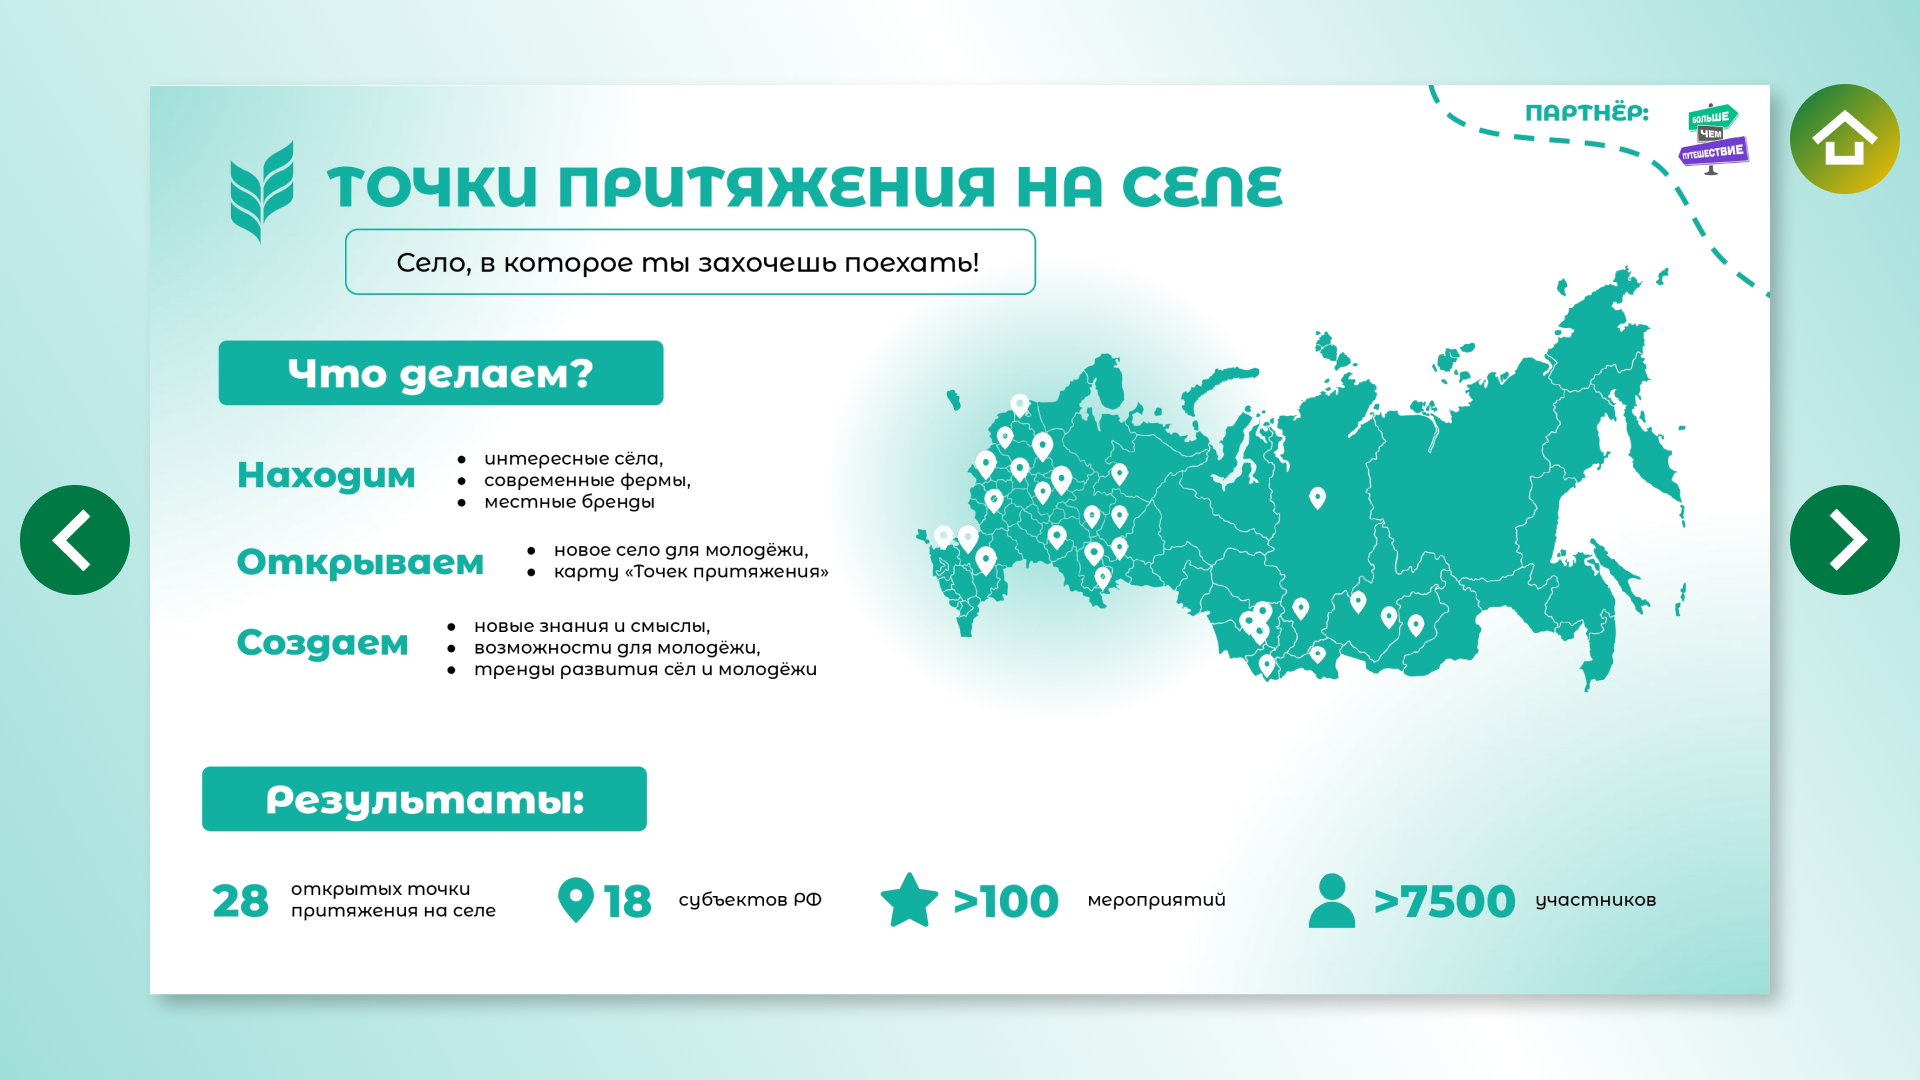 ПАРТНЁР:
БОЛЬШЕ
ЧЕМ
ПУТЕШЕСТВИЕ
ТОЧКИ ПРИТЯЖЕНИЯ НА СЕЛЕ
Село, в которое ты захочешь поехать!
Что делаем?
Находим
• интересные сёла,
• современные фермы,
• местные бренды
Открываем
• новое село для молодёжи,
• карту «Точек притяжения»
Создаем
• новые знания и смыслы,
• возможности для молодёжи,
• тренды развития сёл и молодёжи
Результаты:
28 открытых точки
притяжения на селе
18 субъектов РФ
>100 мероприятий
>7500 участников